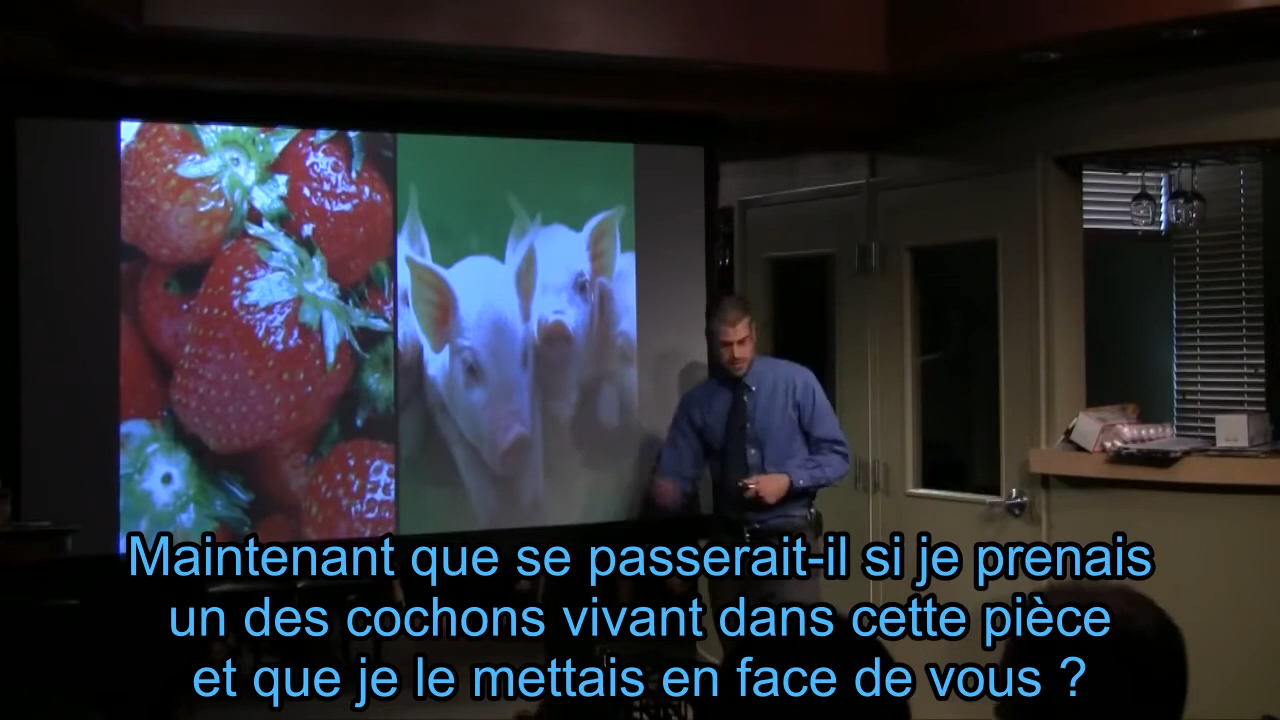 Maintenant que se passerait-il si je prenais
un des cochons vivant dans cette pièce
et que je le mettais en face de vous ?